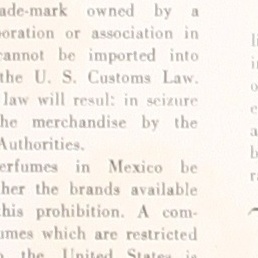 ade-mark owned by a
oration or association in
cannot be imported into
the U. S. Customs Law.
law will resul: in seizure
he merchandise by the
Authorities.
erfumes in Mexico be
her the brands available
his prohibition. A com-
umes which are restricted
the United States is